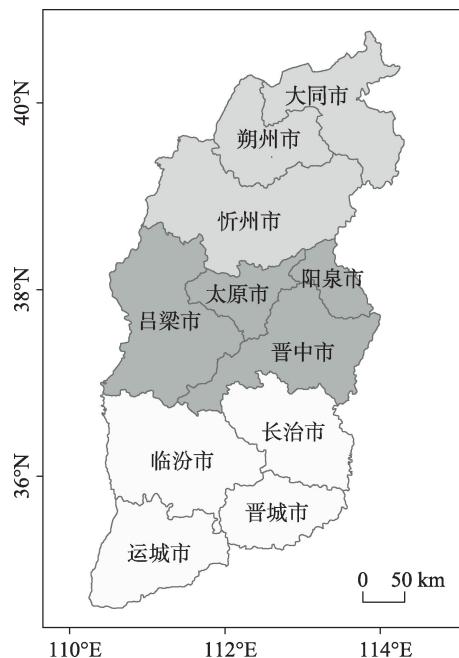 40°N
38°N
36°N
大同市
朔州市
忻州市
阳泉市
太原市
吕梁市
晋中市
长治市
临汾市
晋城市
运城市
0 50 km
110°E 112°E 114°E